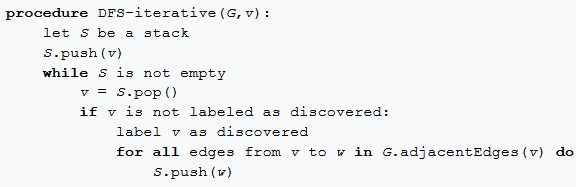 procedure DFS-iterative(G,v):
    let S be a stack
    S.push(v)
    while S is not empty
        v = S.pop()
        if v is not labeled as discovered:
            label v as discovered
            for all edges from v to w in G.adjacentEdges(v) do
                S.push(w)